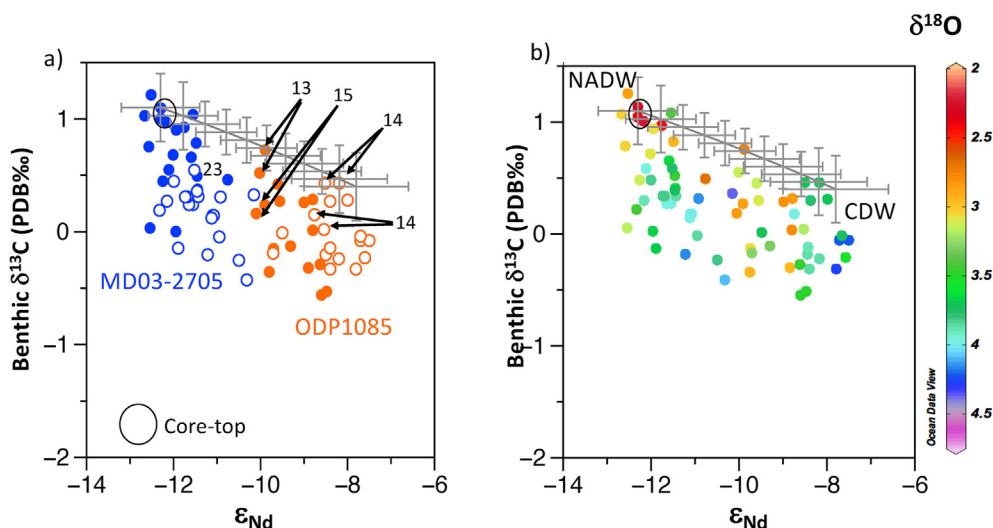 δ18O
a)
b)
Benthic δ13C (PDB‰)
1
0
−1
−2
−14
−12
−10
−8
−6
13
15
14
23
14
MD03-2705
ODP1085
Core-top
εNd
Benthic δ13C (PDB‰)
1
0
1
−2
−14
−12
−10
−8
−6
NADW
CDW
εNd
2
2.5
3
3.5
4
4.5
Ocean Data View